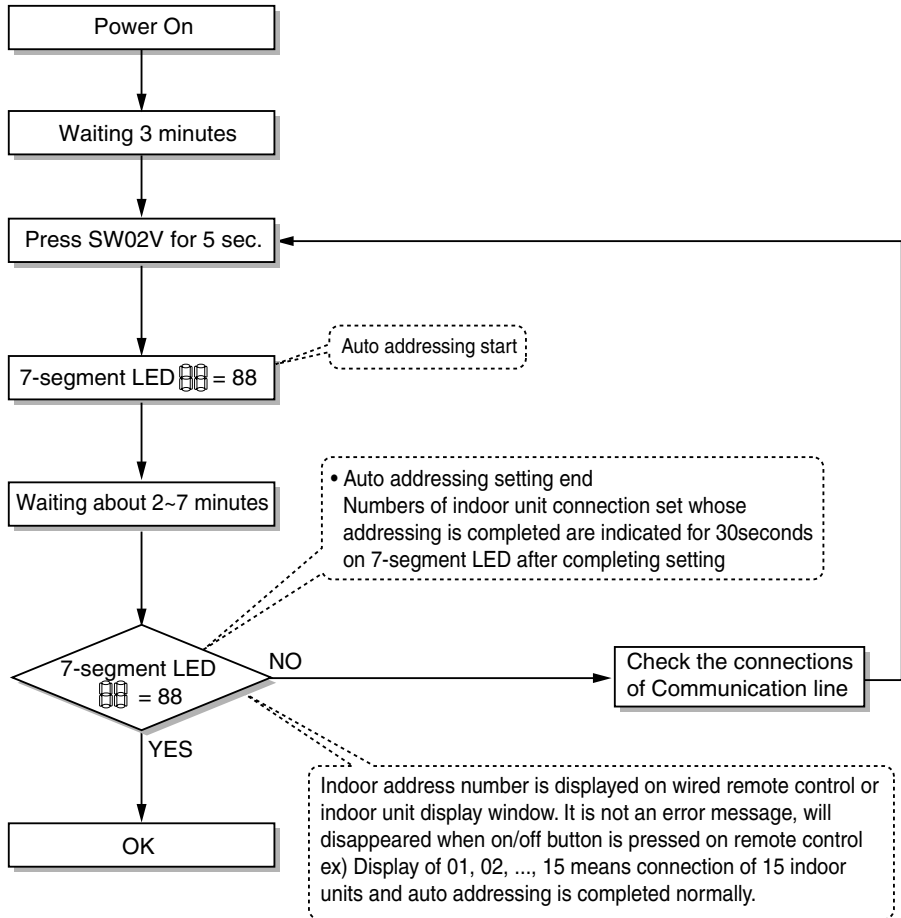 Power On
Waiting 3 minutes
Press SW02V for 5 sec.
7-segment LED 88 = 88
Auto addressing start
Waiting about 2~7 minutes
• Auto addressing setting end
Numbers of indoor unit connection set whose
addressing is completed are indicated for 30seconds
on 7-segment LED after completing setting
7-segment LED
88 = 88
NO
Check the connections
of Communication line
YES
OK
Indoor address number is displayed on wired remote control or
indoor unit display window. It is not an error message, will
disappeared when on/off button is pressed on remote control
ex) Display of 01, 02, ..., 15 means connection of 15 indoor
units and auto addressing is completed normally.